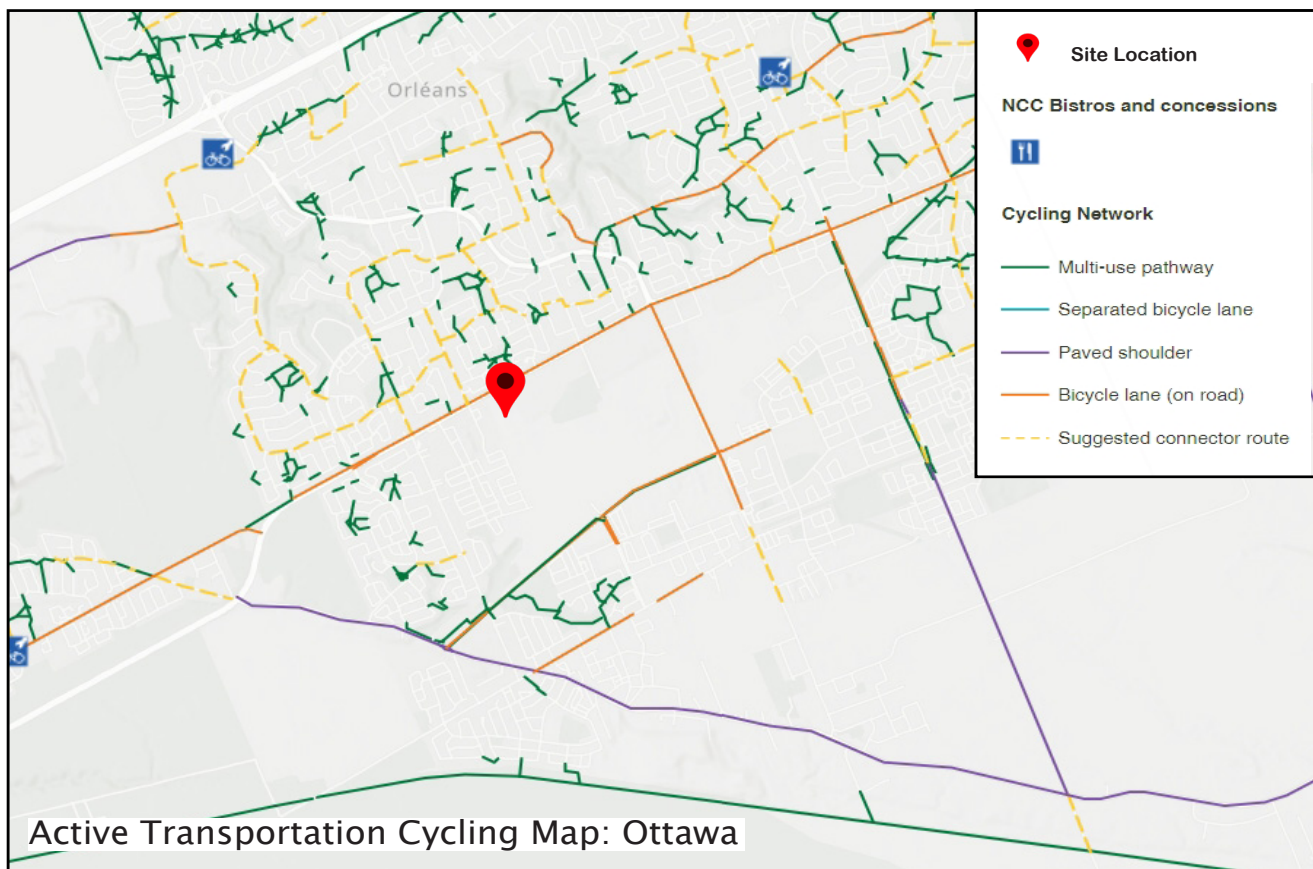 Orléans
Site Location
NCC Bistros and concessions
Cycling Network
Multi-use pathway
Separated bicycle lane
Paved shoulder
Bicycle lane (on road)
Suggested connector route
Active Transportation Cycling Map: Ottawa